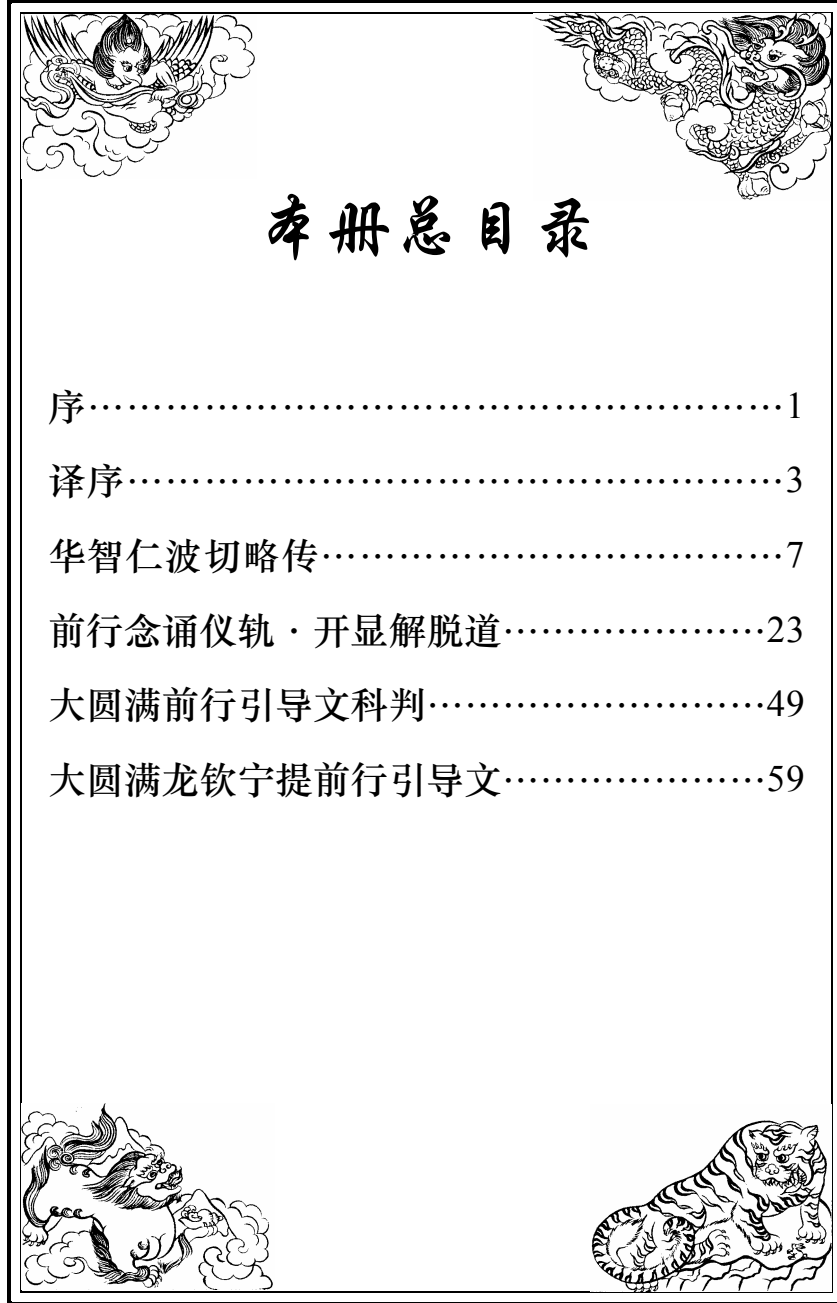 本册总目录
序……………………………………………………1
译序…………………………………………………3
华智仁波切略传……………………………………7
前行念诵仪轨·开显解脱道……………………23
大圆满前行引导文科判…………………………49
大圆满龙钦宁提前行引导文……………………59